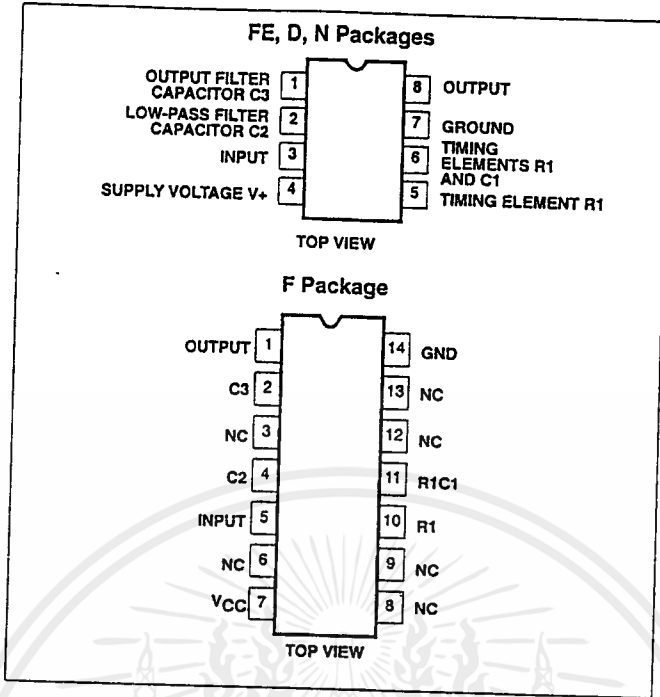 FE, D, N Packages
OUTPUT FILTER
CAPACITOR C3
1
8
OUTPUT
LOW-PASS FILTER
CAPACITOR C2
2
7
GROUND
INPUT
3
6
TIMING
ELEMENTS R1
AND C1
SUPPLY VOLTAGE V+
4
5
TIMING ELEMENT R1
TOP VIEW
F Package
OUTPUT 1
14 GND
C3 2
13 NC
NC 3
12 NC
C2 4
11 R1C1
INPUT 5
10 R1
NC 6
9 NC
VCC 7
8 NC
TOP VIEW